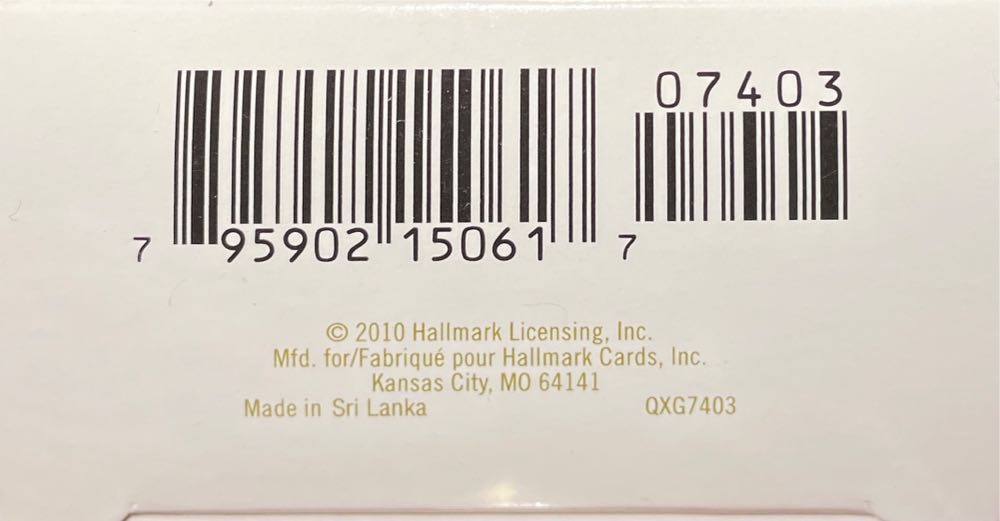 07403
7 95902 15061 7
© 2010 Hallmark Licensing, Inc.
Mfd. for/Fabriqué pour Hallmark Cards, Inc.
Kansas City, MO 64141
Made in Sri Lanka QXG7403